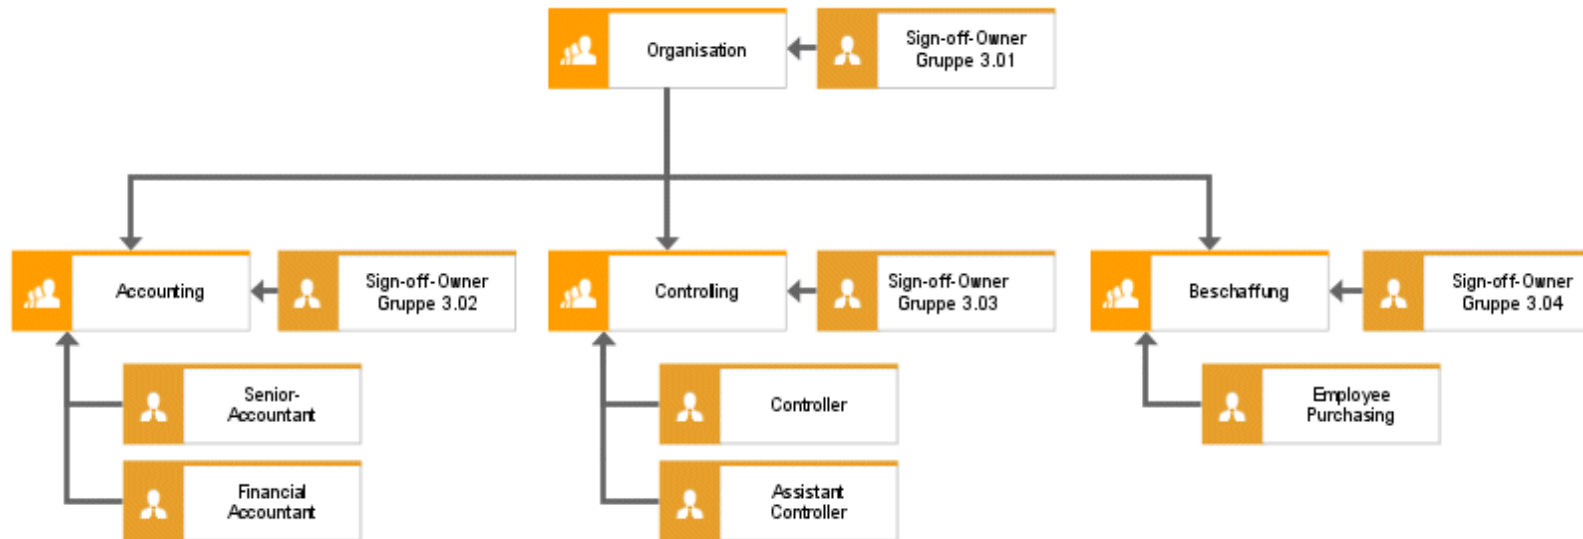 Organisation
Sign-off-Owner
Gruppe 3.01
Accounting
Sign-off-Owner
Gruppe 3.02
Controlling
Sign-off-Owner
Gruppe 3.03
Beschaffung
Sign-off-Owner
Gruppe 3.04
Senior-
Accountant
Controller
Employee
Purchasing
Financial
Accountant
Assistant
Controller